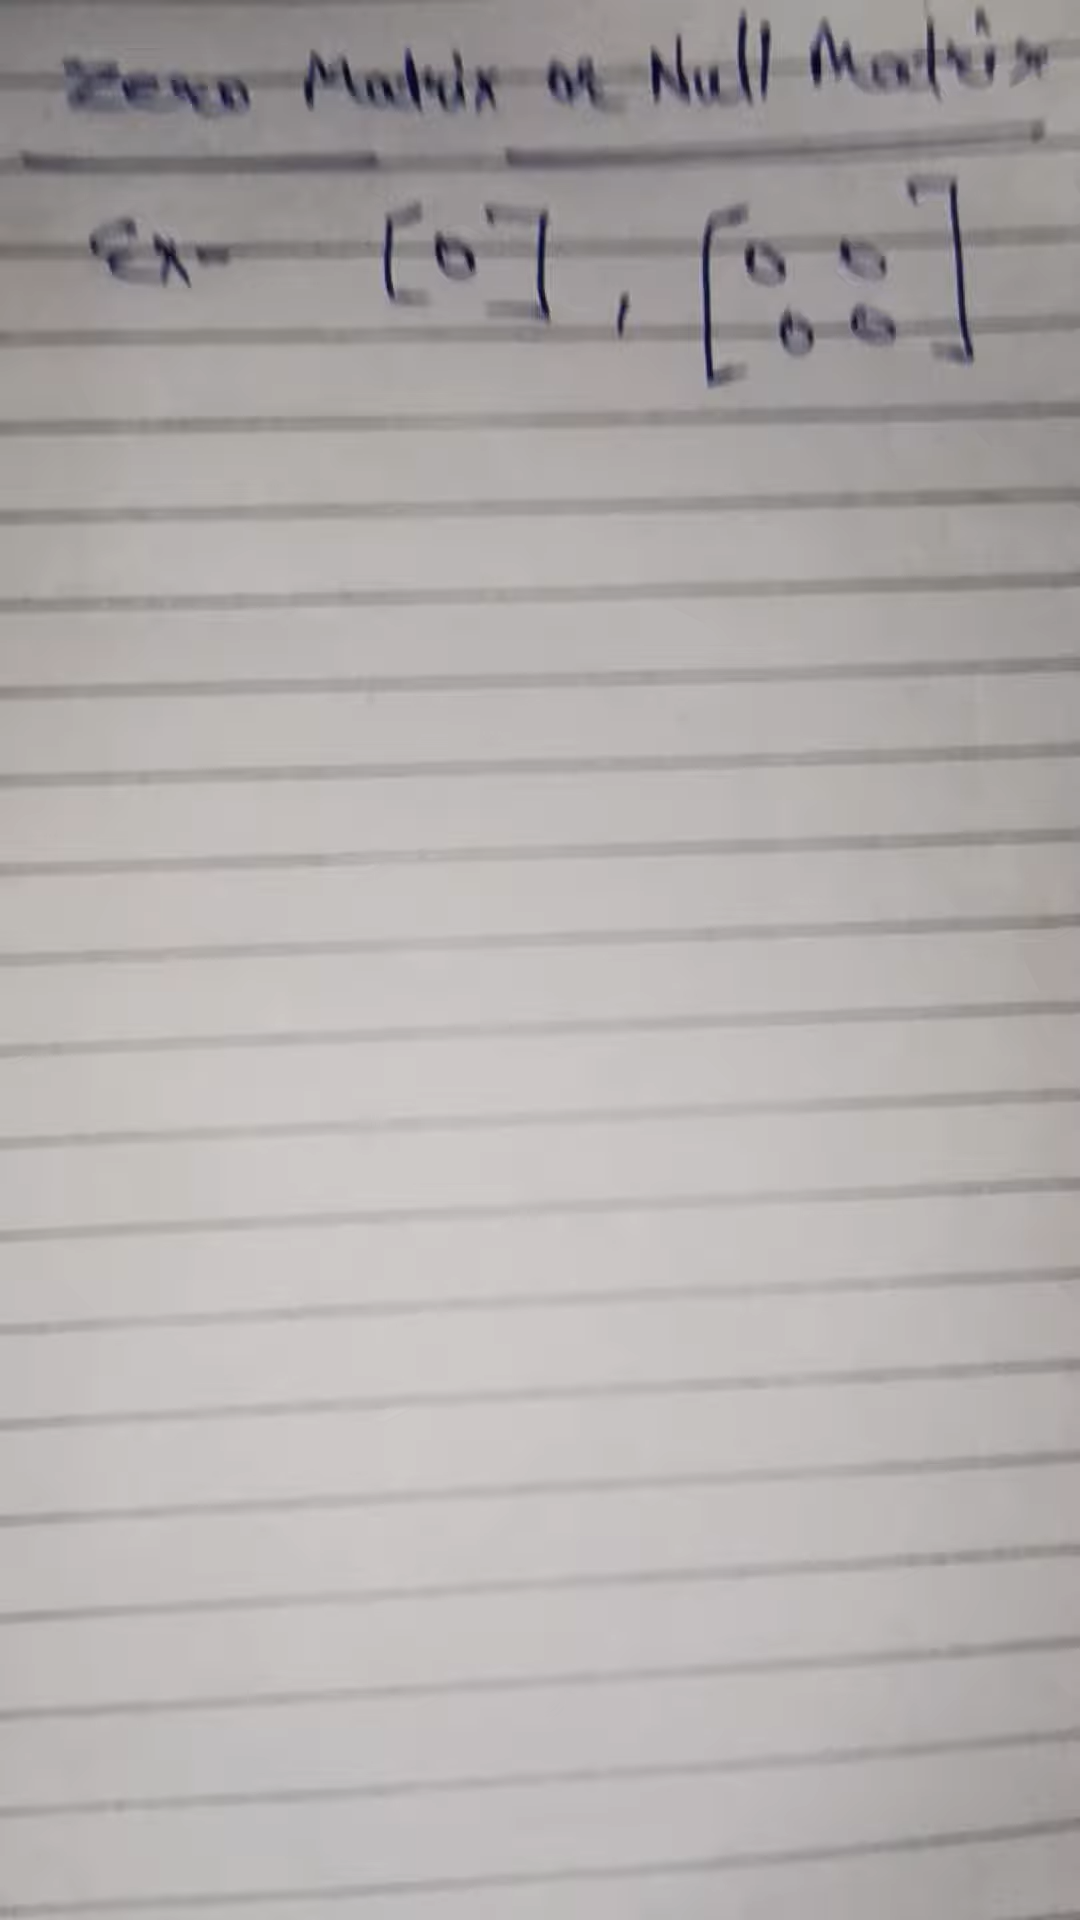 Zero Matrix or Null Matrix
Ex- [0] , [0 0
0 0]